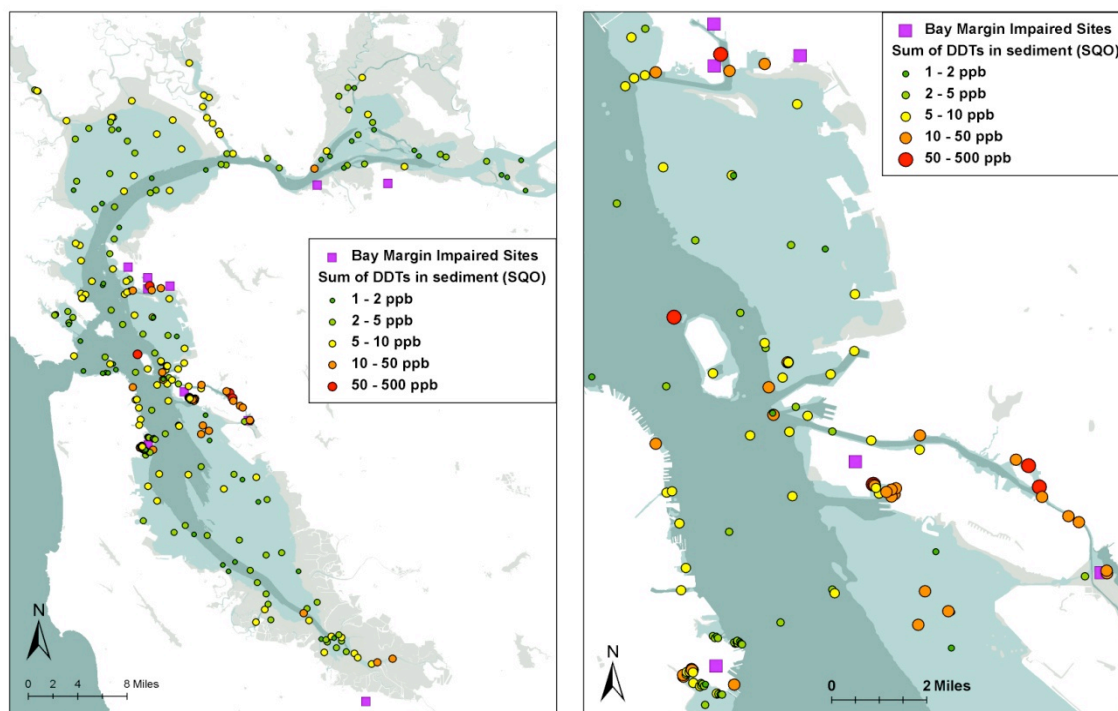 Bay Margin Impaired Sites
Sum of DDTs in sediment (SQO)
1 - 2 ppb
2 - 5 ppb
5 - 10 ppb
10 - 50 ppb
50 - 500 ppb
N
0 2 4 8 Miles
Bay Margin Impaired Sites
Sum of DDTs in sediment (SQO)
1 - 2 ppb
2 - 5 ppb
5 - 10 ppb
10 - 50 ppb
50 - 500 ppb
N
0 2 Miles